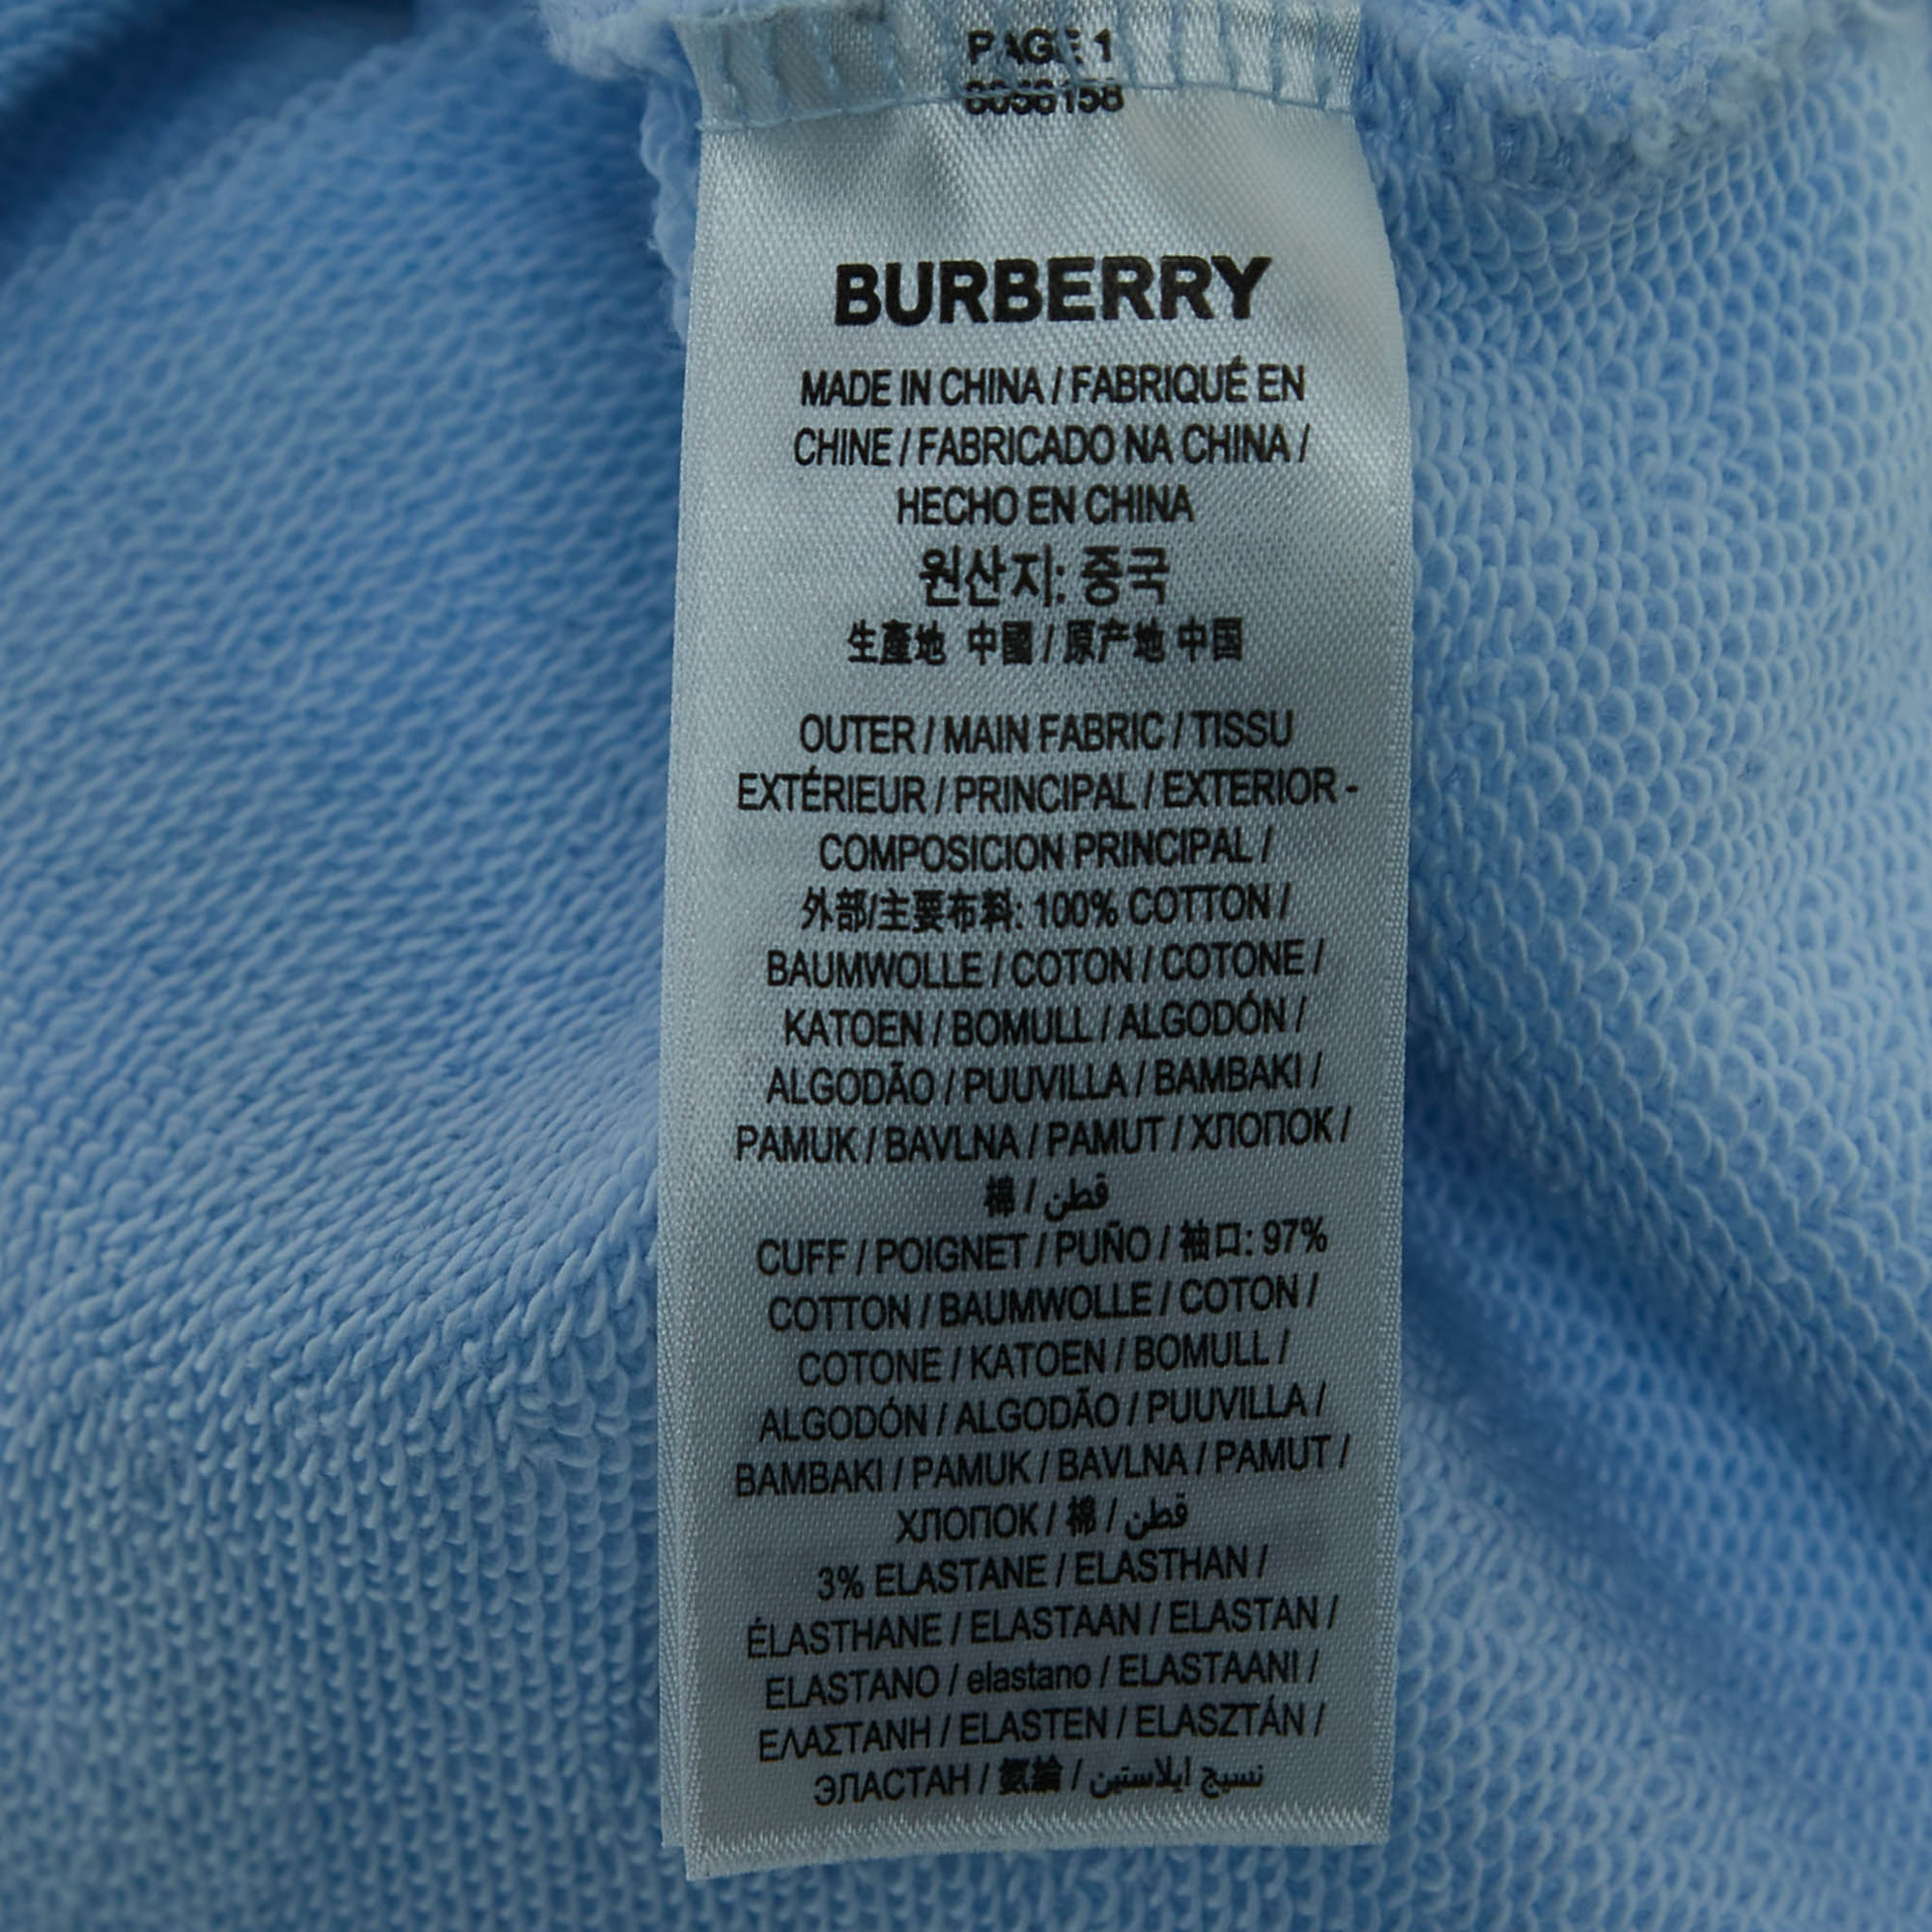 PAGE 1
8056158
BURBERRY
MADE IN CHINA / FABRIQUÉ EN
CHINE / FABRICADO NA CHINA /
HECHO EN CHINA
원산지: 중국
生產地 中國 / 原产地 中国
OUTER / MAIN FABRIC / TISSU
EXTÉRIEUR / PRINCIPAL / EXTERIOR -
COMPOSICION PRINCIPAL /
外部/主要布料: 100% COTTON /
BAUMWOLLE / COTON / COTONE /
KATOEN / BOMULL / ALGODÓN /
ALGODÃO / PUUVILLA / BAMBAKI /
PAMUK / BAVLNA / PAMUT / ХЛОПОК /
棉 / قطن
CUFF / POIGNET / PUÑO / 袖口: 97%
COTTON / BAUMWOLLE / COTON /
COTONE / KATOEN / BOMULL /
ALGODÓN / ALGODÃO / PUUVILLA /
BAMBAKI / PAMUK / BAVLNA / PAMUT /
ХЛОПОК / 棉 / قطن
3% ELASTANE / ELASTHAN /
ÉLASTHANE / ELASTAAN / ELASTAN /
ELASTANO / elastano / ELASTAANI /
ΕΛΑΣΤΑΝΗ / ELASTEN / ELASZTÁN /
ЭЛАСТАН / 氨綸 / نسيج ايلاستين